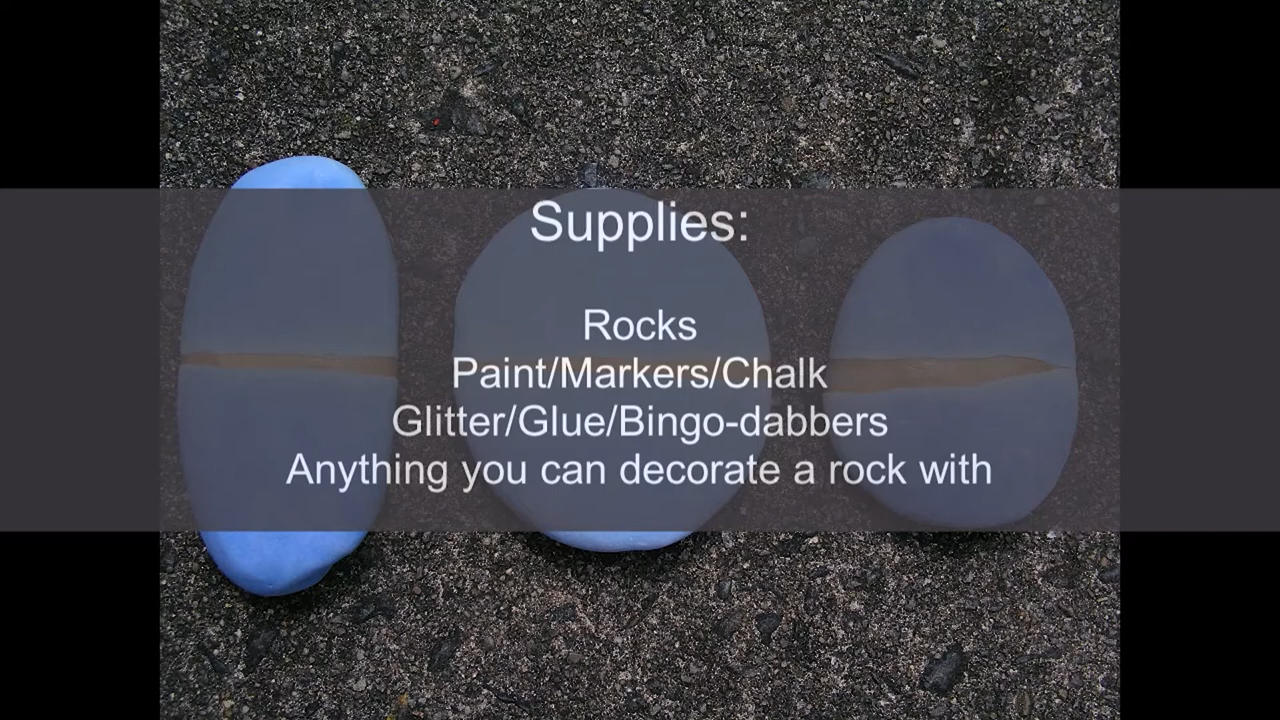 Supplies:
Rocks
Paint/Markers/Chalk
Glitter/Glue/Bingo-dabbers
Anything you can decorate a rock with